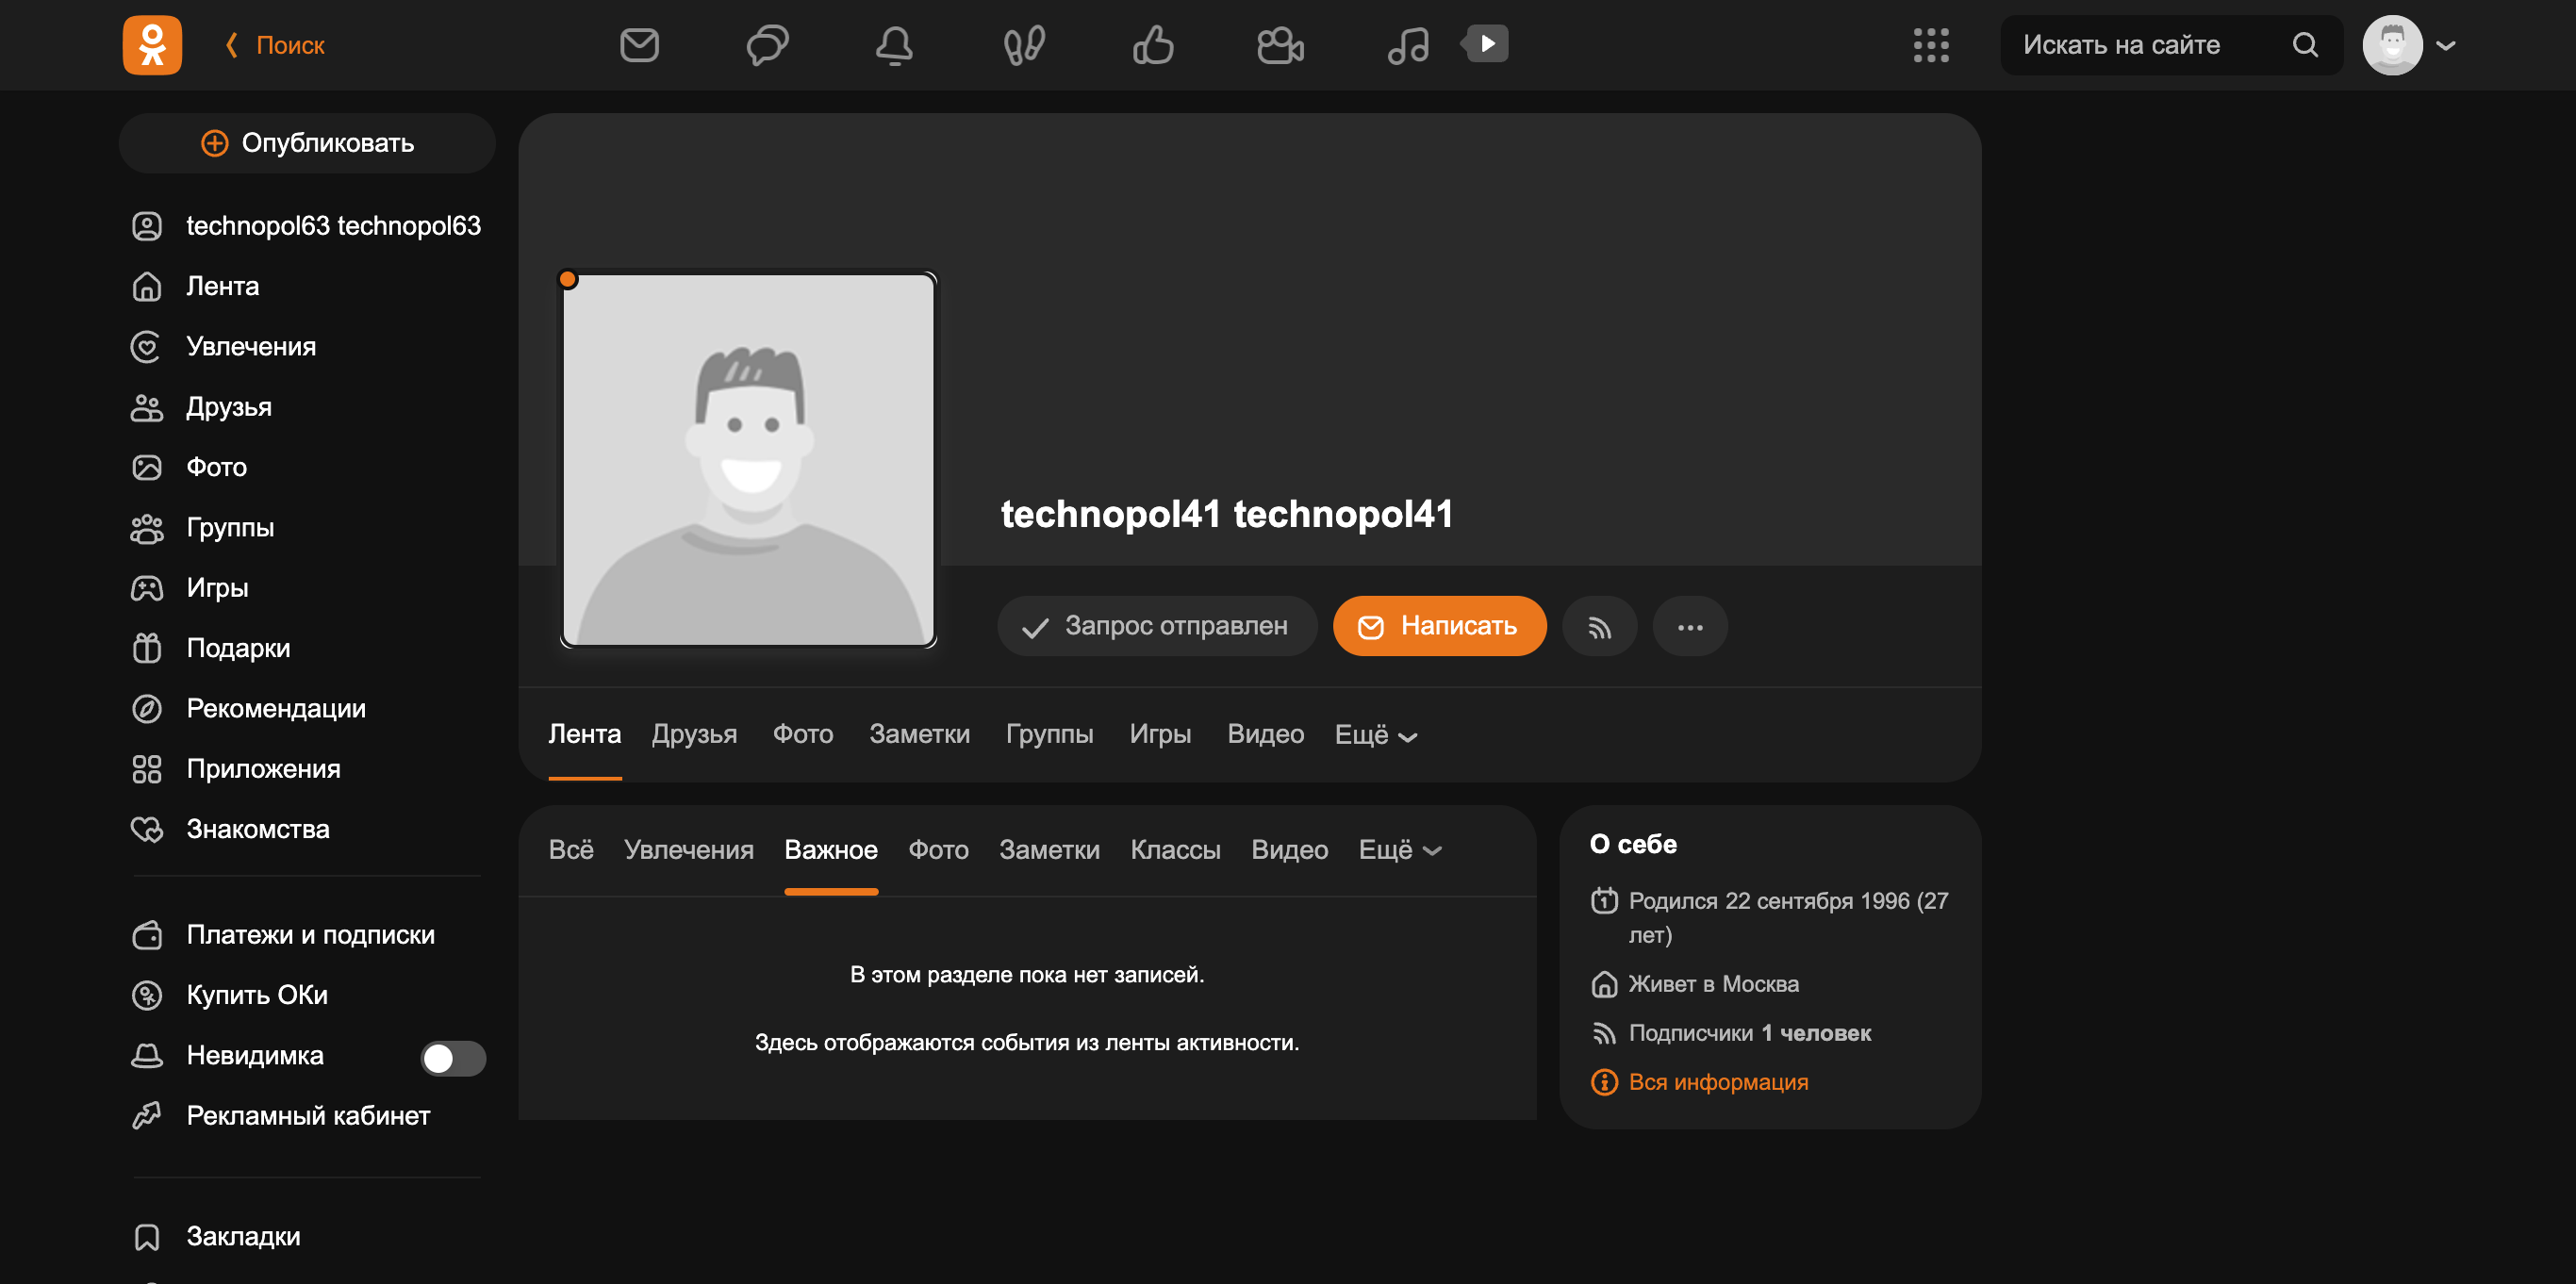 Поиск
Искать на сайте
Опубликовать
technopol63 technopol63
Лента
Увлечения
Друзья
Фото
Группы
Игры
Подарки
Рекомендации
Приложения
Знакомства
Платежи и подписки
Купить ОКи
Невидимка
Рекламный кабинет
Закладки
technopol41 technopol41
Запрос отправлен
Написать
Лента Друзья Фото Заметки Группы Игры Видео Ещё
Всё Увлечения Важное Фото Заметки Классы Видео Ещё
В этом разделе пока нет записей.
Здесь отображаются события из ленты активности.
О себе
Родился 22 сентября 1996 (27
лет)
Живет в Москва
Подписчики 1 человек
Вся информация